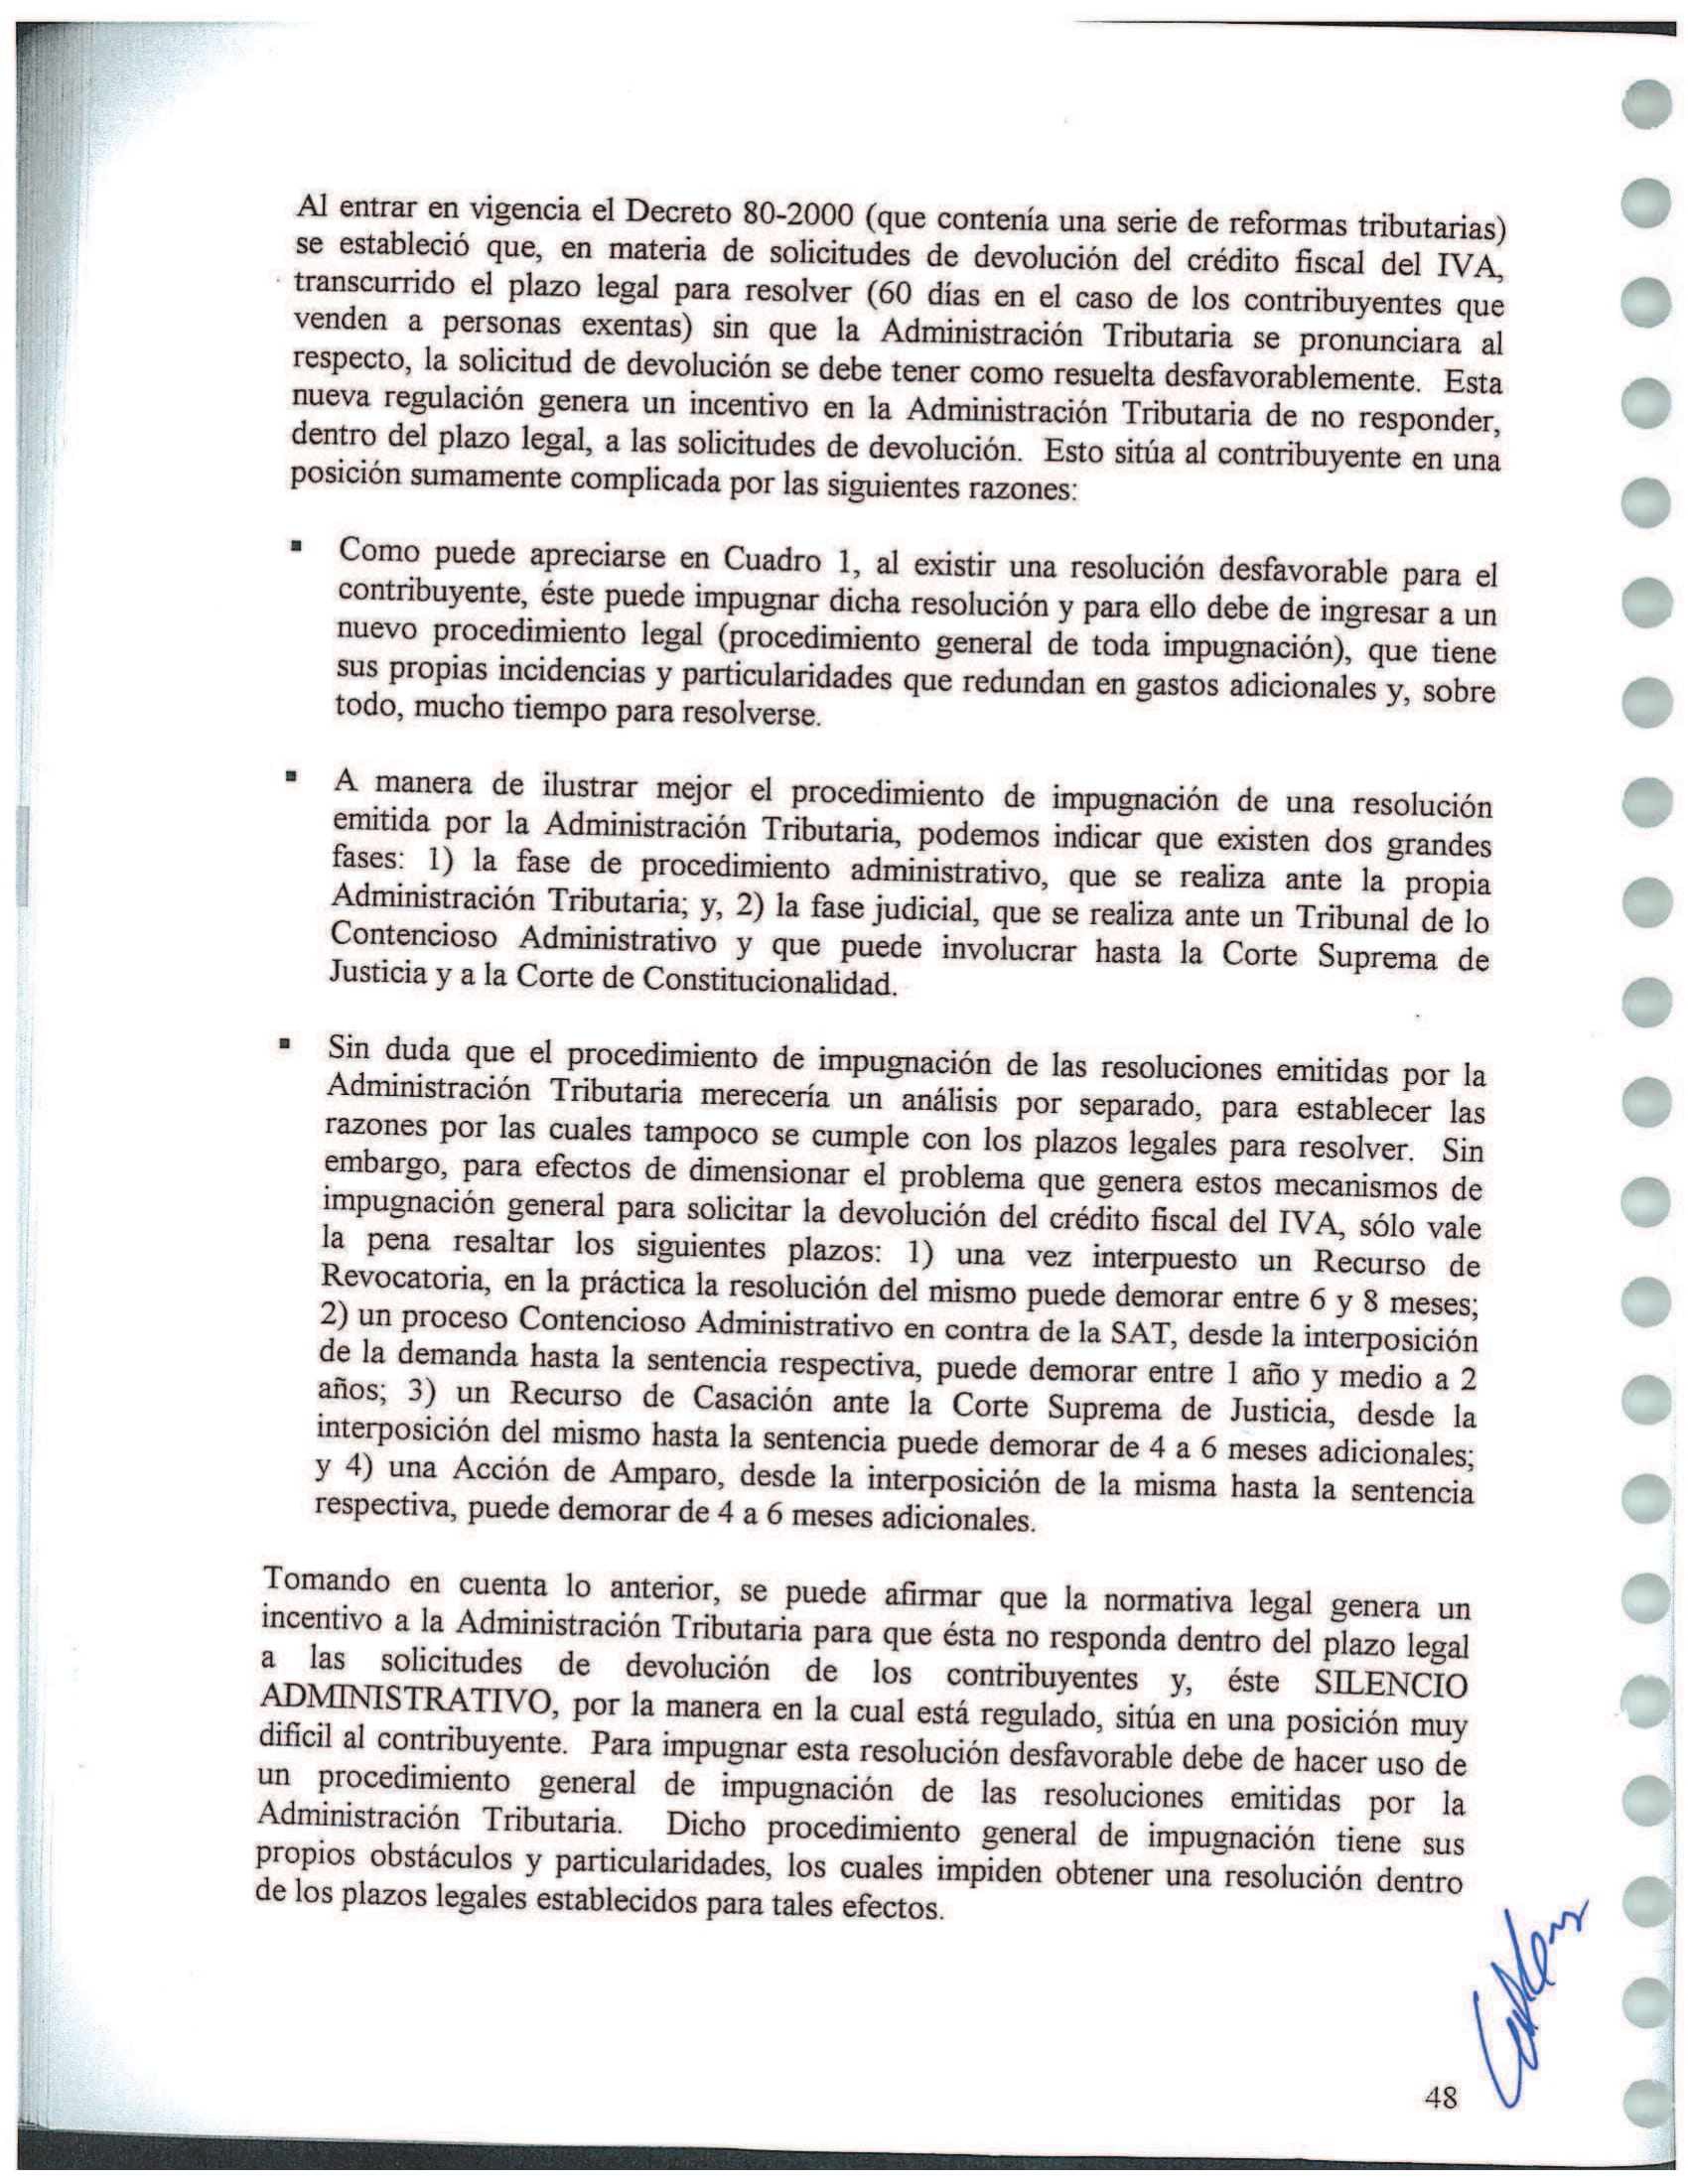 Al entrar en vigencia el Decreto 80-2000 (que contenía una serie de reformas tributarias)
se estableció que, en materia de solicitudes de devolución del crédito fiscal del IVA,
transcurrido el plazo legal para resolver (60 días en el caso de los contribuyentes que
venden a personas exentas) sin que la Administración Tributaria se pronunciara al
respecto, la solicitud de devolución se debe tener como resuelta desfavorablemente. Esta
nueva regulación genera un incentivo en la Administración Tributaria de no responder,
dentro del plazo legal, a las solicitudes de devolución. Esto sitúa al contribuyente en una
posición sumamente complicada por las siguientes razones:
▪ Como puede apreciarse en Cuadro 1, al existir una resolución desfavorable para el
contribuyente, éste puede impugnar dicha resolución y para ello debe de ingresar a un
nuevo procedimiento legal (procedimiento general de toda impugnación), que tiene
sus propias incidencias y particularidades que redundan en gastos adicionales y, sobre
todo, mucho tiempo para resolverse.
▪ A manera de ilustrar mejor el procedimiento de impugnación de una resolución
emitida por la Administración Tributaria, podemos indicar que existen dos grandes
fases: 1) la fase de procedimiento administrativo, que se realiza ante la propia
Administración Tributaria; y, 2) la fase judicial, que se realiza ante un Tribunal de lo
Contencioso Administrativo y que puede involucrar hasta la Corte Suprema de
Justicia y a la Corte de Constitucionalidad.
▪ Sin duda que el procedimiento de impugnación de las resoluciones emitidas por la
Administración Tributaria merecería un análisis por separado, para establecer las
razones por las cuales tampoco se cumple con los plazos legales para resolver. Sin
embargo, para efectos de dimensionar el problema que genera estos mecanismos de
impugnación general para solicitar la devolución del crédito fiscal del IVA, sólo vale
la pena resaltar los siguientes plazos: 1) una vez interpuesto un Recurso de
Revocatoria, en la práctica la resolución del mismo puede demorar entre 6 y 8 meses;
2) un proceso Contencioso Administrativo en contra de la SAT, desde la interposición
de la demanda hasta la sentencia respectiva, puede demorar entre 1 año y medio a 2
años; 3) un Recurso de Casación ante la Corte Suprema de Justicia, desde la
interposición del mismo hasta la sentencia puede demorar de 4 a 6 meses adicionales;
y 4) una Acción de Amparo, desde la interposición de la misma hasta la sentencia
respectiva, puede demorar de 4 a 6 meses adicionales.
Tomando en cuenta lo anterior, se puede afirmar que la normativa legal genera un
incentivo a la Administración Tributaria para que ésta no responda dentro del plazo legal
a las solicitudes de devolución de los contribuyentes y, éste SILENCIO
ADMINISTRATIVO, por la manera en la cual está regulado, sitúa en una posición muy
difícil al contribuyente. Para impugnar esta resolución desfavorable debe de hacer uso de
un procedimiento general de impugnación de las resoluciones emitidas por la
Administración Tributaria. Dicho procedimiento general de impugnación tiene sus
propios obstáculos y particularidades, los cuales impiden obtener una resolución dentro
de los plazos legales establecidos para tales efectos.
48